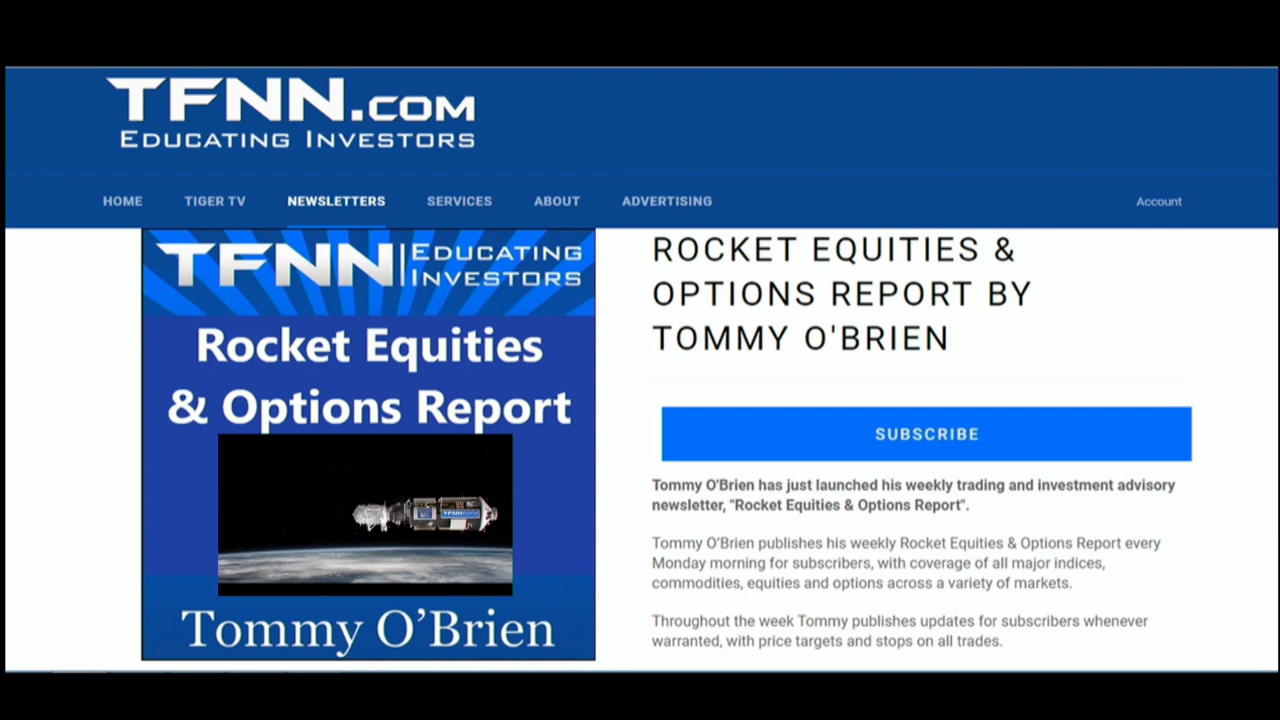 TFNN.COM
EDUCATING INVESTORS
HOME TIGER TV NEWSLETTERS SERVICES ABOUT ADVERTISING Account
TFNN EDUCATING
INVESTORS
Rocket Equities
& Options Report
TFNN
Tommy O’Brien
ROCKET EQUITIES &
OPTIONS REPORT BY
TOMMY O'BRIEN
SUBSCRIBE
Tommy O'Brien has just launched his weekly trading and investment advisory
newsletter, "Rocket Equities & Options Report".
Tommy O’Brien publishes his weekly Rocket Equities & Options Report every
Monday morning for subscribers, with coverage of all major indices,
commodities, equities and options across a variety of markets.
Throughout the week Tommy publishes updates for subscribers whenever
warranted, with price targets and stops on all trades.